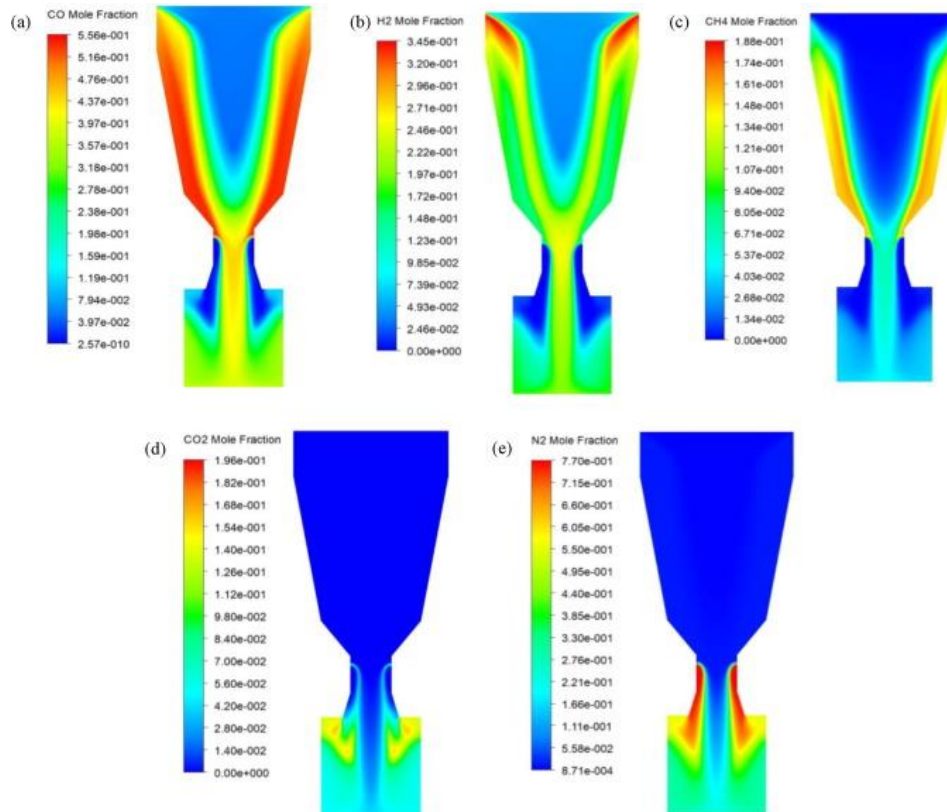 (a)
CO Mole Fraction
5.56e-001
5.16e-001
4.76e-001
4.37e-001
3.97e-001
3.57e-001
3.18e-001
2.78e-001
2.38e-001
1.98e-001
1.59e-001
1.19e-001
7.94e-002
3.97e-002
2.57e-010
(b)
H2 Mole Fraction
3.45e-001
3.20e-001
2.96e-001
2.71e-001
2.46e-001
2.22e-001
1.97e-001
1.72e-001
1.48e-001
1.23e-001
9.85e-002
7.39e-002
4.93e-002
2.46e-002
0.00e+000
(c)
CH4 Mole Fraction
1.88e-001
1.74e-001
1.61e-001
1.48e-001
1.34e-001
1.21e-001
1.07e-001
9.40e-002
8.05e-002
6.71e-002
5.37e-002
4.03e-002
2.68e-002
1.34e-002
0.00e+000
(d)
CO2 Mole Fraction
1.96e-001
1.82e-001
1.68e-001
1.54e-001
1.40e-001
1.26e-001
1.12e-001
9.80e-002
8.40e-002
7.00e-002
5.60e-002
4.20e-002
2.80e-002
1.40e-002
0.00e+000
(e)
N2 Mole Fraction
7.70e-001
7.15e-001
6.60e-001
6.05e-001
5.50e-001
4.95e-001
4.40e-001
3.85e-001
3.30e-001
2.76e-001
2.21e-001
1.66e-001
1.11e-001
5.58e-002
8.71e-004